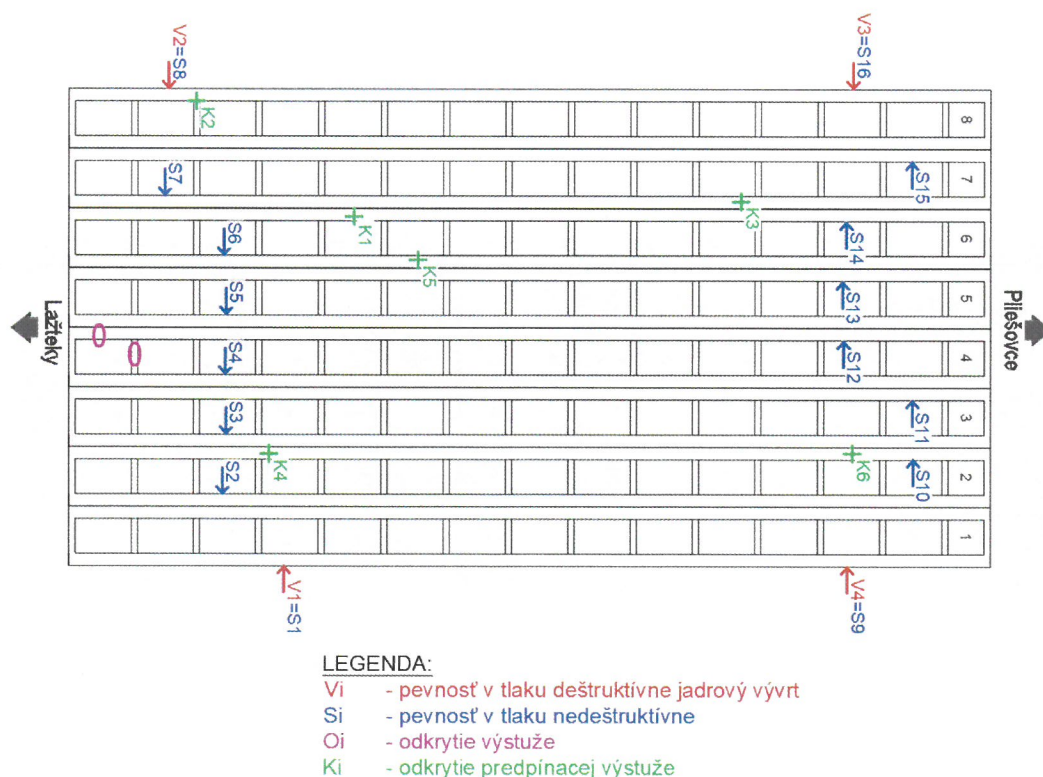 V2=S8
V3=S16
K2
8
S7
S15
7
K3
K1
S6
S14
6
K5
S5
S13
5
Lažteky
Pliešovce
S4
S12
4
S3
S11
3
K4
K6
S2
S10
2
1
V1=S1
V4=S9
LEGENDA:
Vi - pevnosť v tlaku deštruktívne jadrový vývrt
Si - pevnosť v tlaku nedeštruktívne
Oi - odkrytie výstuže
Ki - odkrytie predpínacej výstuže